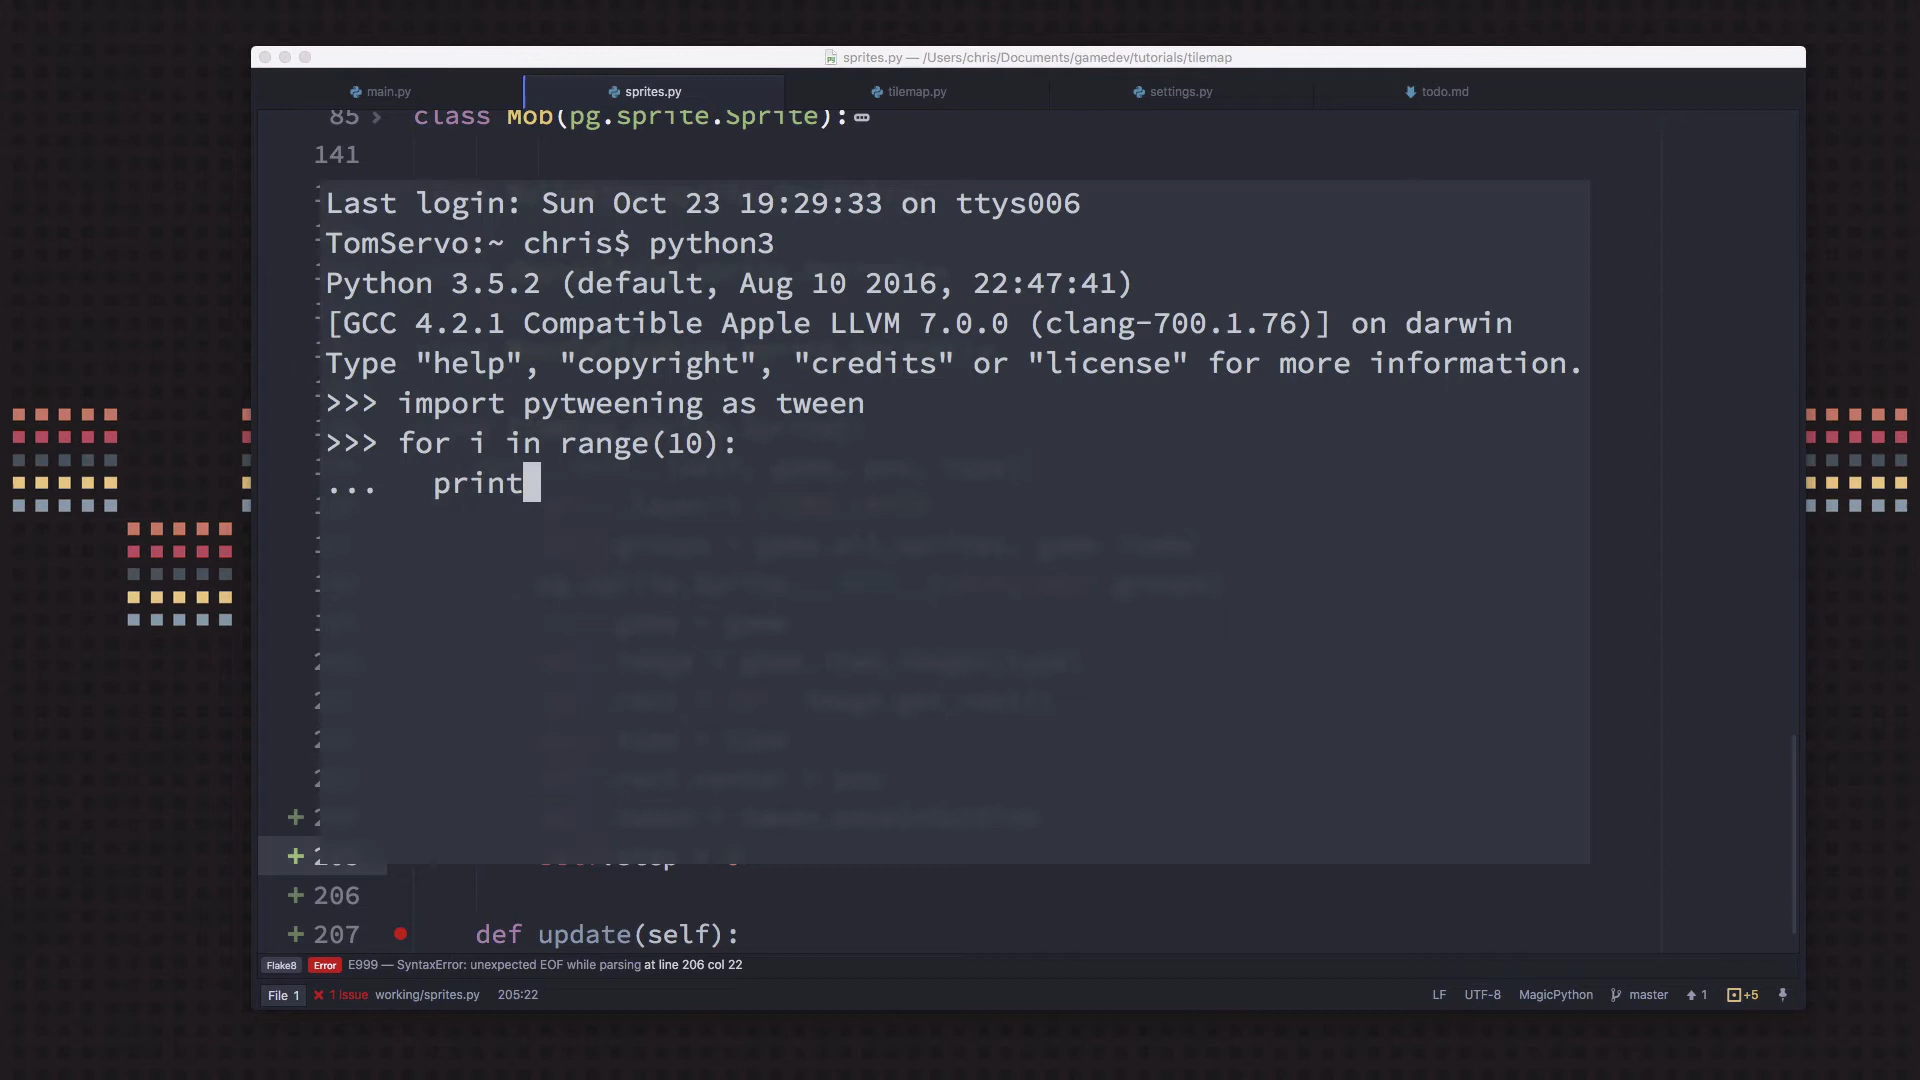 sprites.py — /Users/chris/Documents/gamedev/tutorials/tilemap
main.py
sprites.py
tilemap.py
settings.py
todo.md
85 class Mob(pg.sprite.Sprite):
141
Last login: Sun Oct 23 19:29:33 on ttys006
TomServo:~ chris$ python3
Python 3.5.2 (default, Aug 10 2016, 22:47:41)
[GCC 4.2.1 Compatible Apple LLVM 7.0.0 (clang-700.1.76)] on darwin
Type "help", "copyright", "credits" or "license" for more information.
>>> import pytweening as tween
>>> for i in range(10):
...   print
+ 206
+ 207 def update(self):
Flake8 Error E999 — SyntaxError: unexpected EOF while parsing at line 206 col 22
File 1 1 Issue working/sprites.py 205:22 LF UTF-8 MagicPython master 1 +5